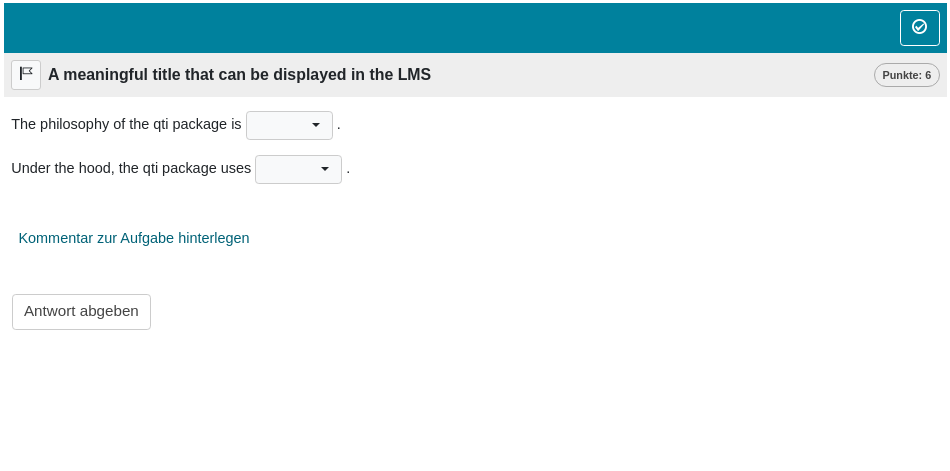 A meaningful title that can be displayed in the LMS Punkte: 6
The philosophy of the qti package is .
Under the hood, the qti package uses .
Kommentar zur Aufgabe hinterlegen
Antwort abgeben